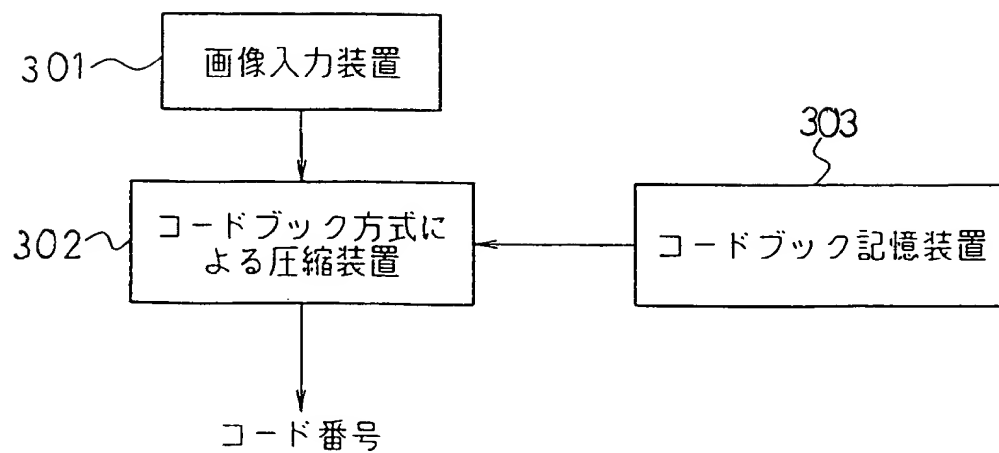 301
画像入力装置
303
302
コードブック方式に
よる圧縮装置
コードブック記憶装置
コード番号